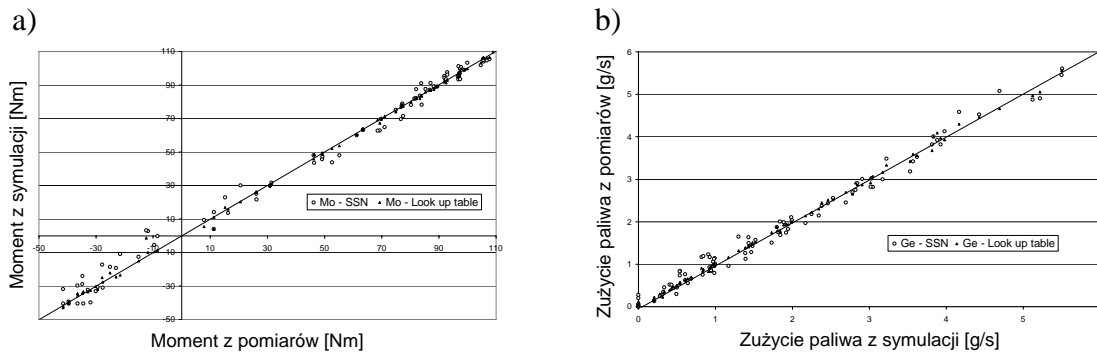 a)
Moment z symulacji [Nm]
110
90
70
50
30
10
-10
-30
-50
-50 -30 -10 10 30 50 70 90 110
Mo - SSN Mo - Look up table
Moment z pomiarów [Nm]
b)
Zużycie paliwa z pomiarów [g/s]
6
5
4
3
2
1
0
0 1 2 3 4 5
Ge - SSN Ge - Look up table
Zużycie paliwa z symulacji [g/s]